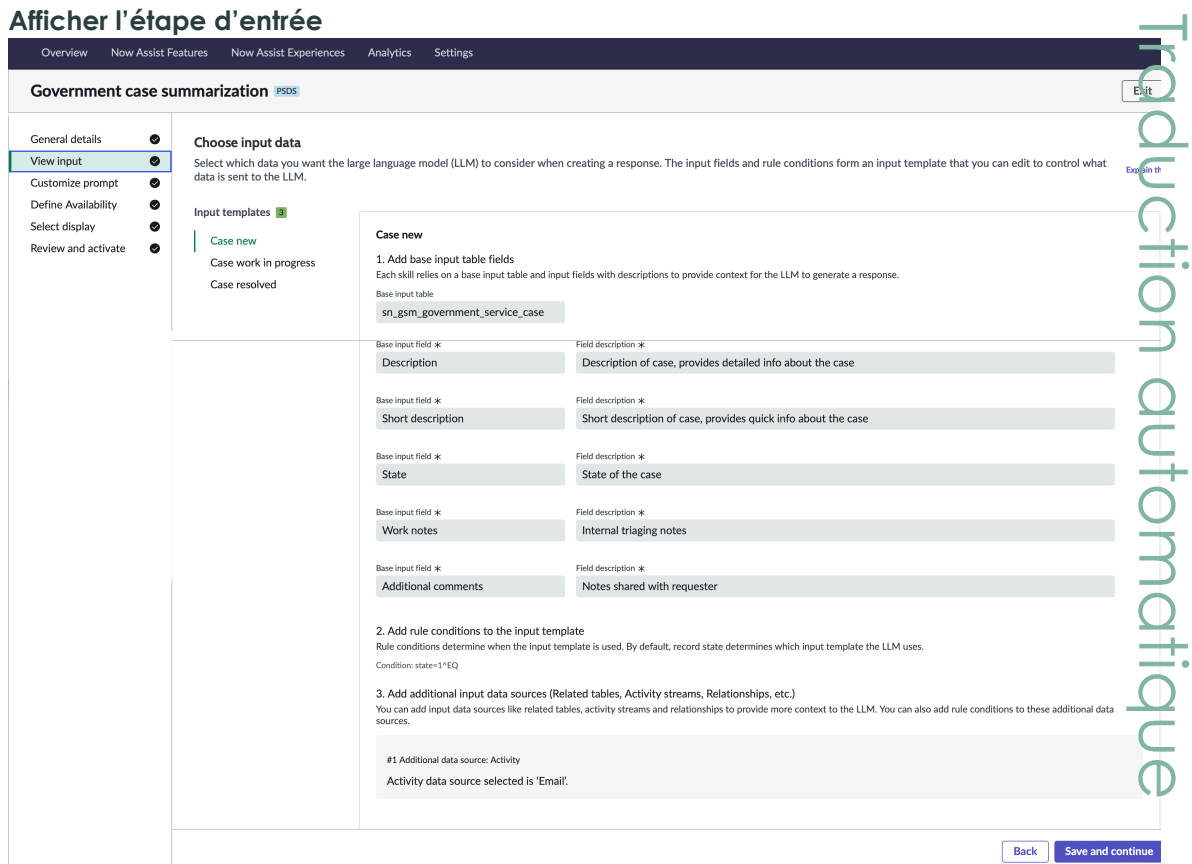 Afficher l’étape d’entrée
Overview Now Assist Features Now Assist Experiences Analytics Settings
Government case summarization PSDS
Exit
General details
View input
Customize prompt
Define Availability
Select display
Review and activate
Choose input data
Select which data you want the large language model (LLM) to consider when creating a response. The input fields and rule conditions form an input template that you can edit to control what
data is sent to the LLM.
Explain th
Input templates 3
Case new
Case work in progress
Case resolved
Case new
1. Add base input table fields
Each skill relies on a base input table and input fields with descriptions to provide context for the LLM to generate a response.
Base input table
sn_gsm_government_service_case
Base input field * Field description *
Description Description of case, provides detailed info about the case
Base input field * Field description *
Short description Short description of case, provides quick info about the case
Base input field * Field description *
State State of the case
Base input field * Field description *
Work notes Internal triaging notes
Base input field * Field description *
Additional comments Notes shared with requester
2. Add rule conditions to the input template
Rule conditions determine when the input template is used. By default, record state determines which input template the LLM uses.
Condition: state=1^EQ
3. Add additional input data sources (Related tables, Activity streams, Relationships, etc.)
You can add input data sources like related tables, activity streams and relationships to provide more context to the LLM. You can also add rule conditions to these additional data
sources.
#1 Additional data source: Activity
Activity data source selected is ‘Email’.
Back Save and continue
Traduction automatique